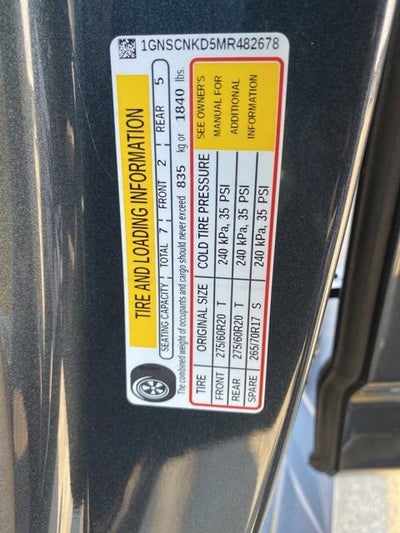 1GNSCNKD5MR482678
TIRE AND LOADING INFORMATION
SEATING CAPACITY TOTAL 7 FRONT 2 REAR 5
The combined weight of occupants and cargo should never exceed 835 kg or 1840 lbs.
TIRE ORIGINAL SIZE COLD TIRE PRESSURE SEE OWNER'S
FRONT 275/60R20 T 240 kPa, 35 PSI MANUAL FOR
REAR 275/60R20 T 240 kPa, 35 PSI ADDITIONAL
SPARE 265/70R17 S 240 kPa, 35 PSI INFORMATION